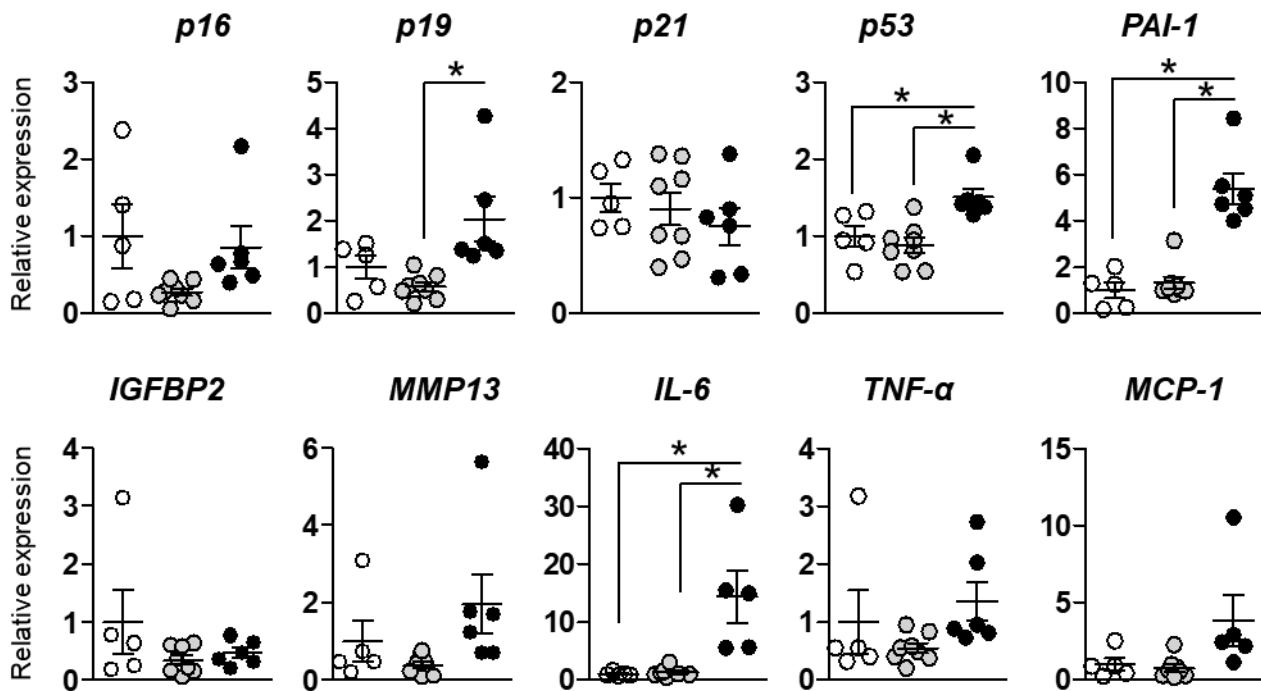 p16 p19 p21 p53 PAI-1
Relative expression
3 2 1 0
5 4 3 2 1 0
*
2 1 0
3 2 1 0
* *
10 8 6 4 2 0
* *
IGFBP2 MMP13 IL-6 TNF-α MCP-1
Relative expression
4 3 2 1 0
6 4 2 0
40 30 20 10 0
* *
4 3 2 1 0
15 10 5 0